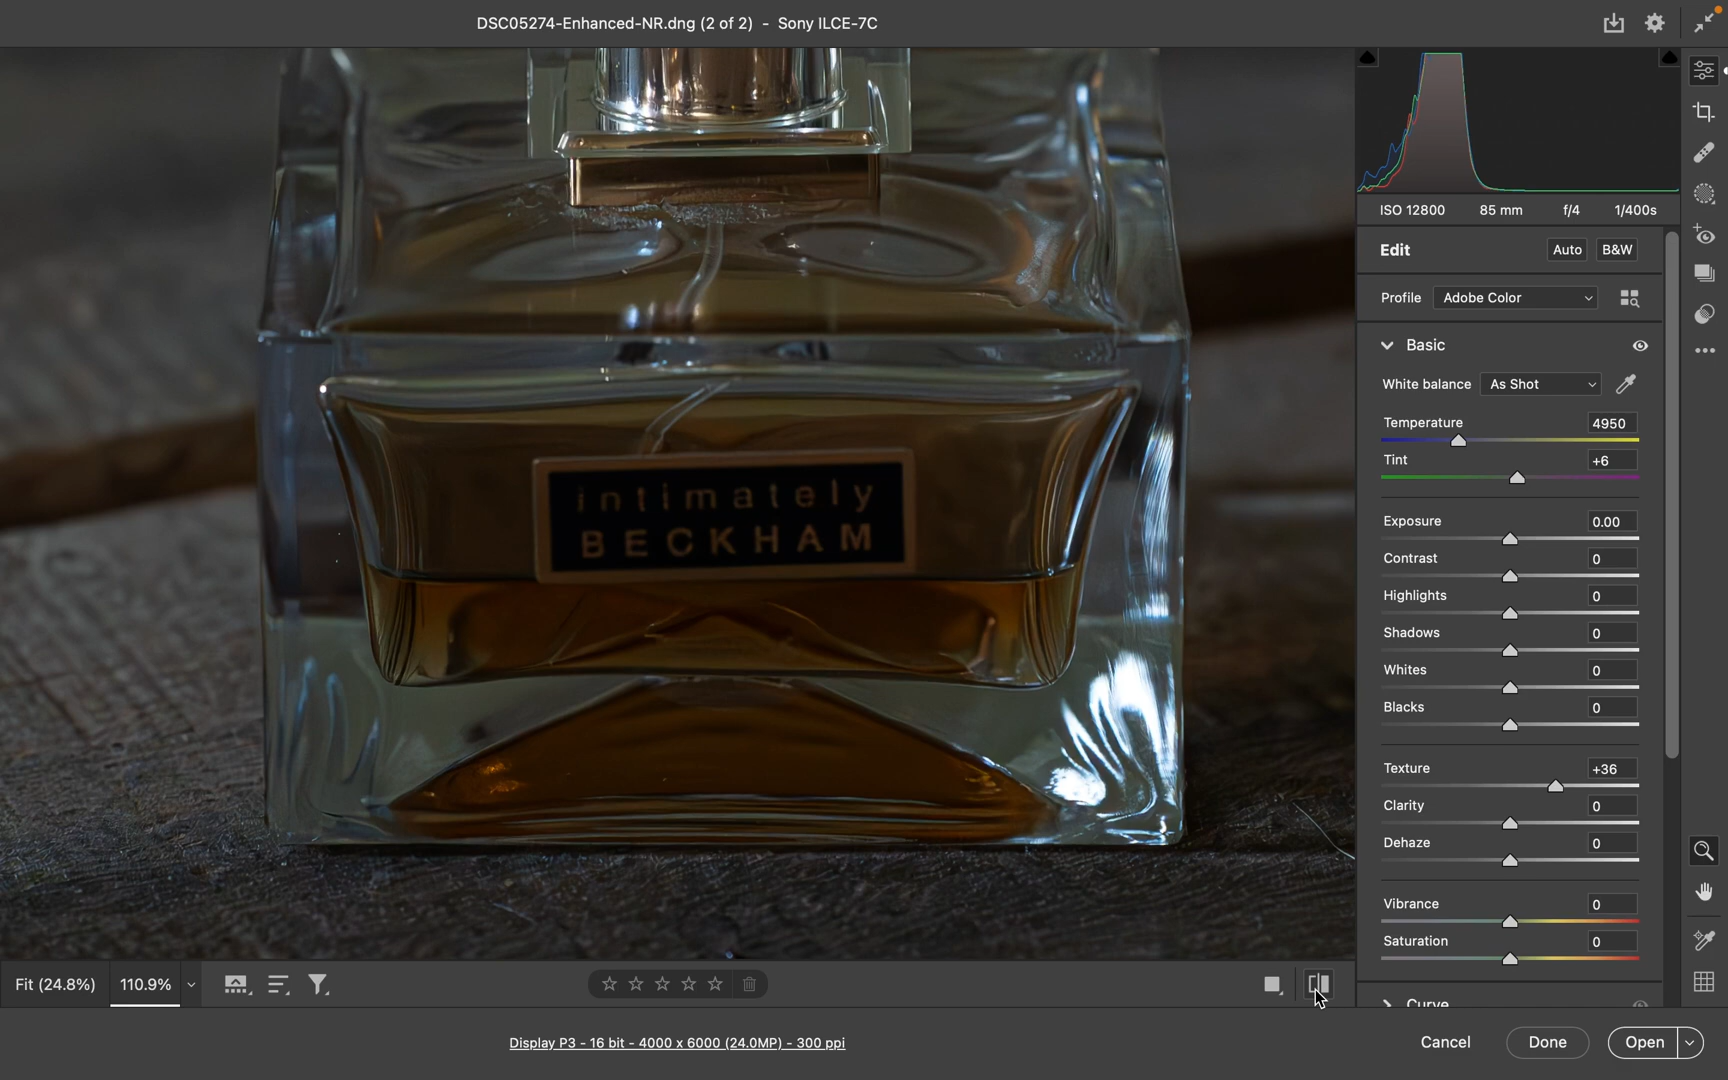 DSC05274-Enhanced-NR.dng (2 of 2) - Sony ILCE-7C
ISO 12800 85 mm f/4 1/400s
Edit Auto B&W
Profile Adobe Color
Basic
White balance As Shot
Temperature 4950
Tint +6
Exposure 0.00
Contrast 0
Highlights 0
Shadows 0
Whites 0
Blacks 0
Texture +36
Clarity 0
Dehaze 0
Vibrance 0
Saturation 0
Curve
intimately
BECKHAM
Fit (24.8%) 110.9%
Display P3 - 16 bit - 4000 x 6000 (24.0MP) - 300 ppi
Cancel Done Open